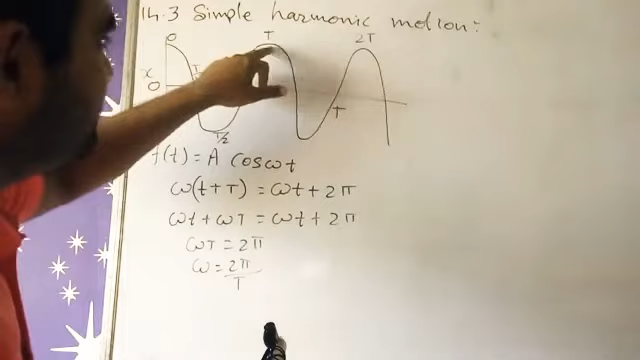 14.3 Simple harmonic motion :-
0 T 2T
x
0
T
T/2
f(t) = A cosωt
ω(t+T) = ωt + 2π
ωt + ωT = ωt + 2π
ωT = 2π
ω = 2π/T